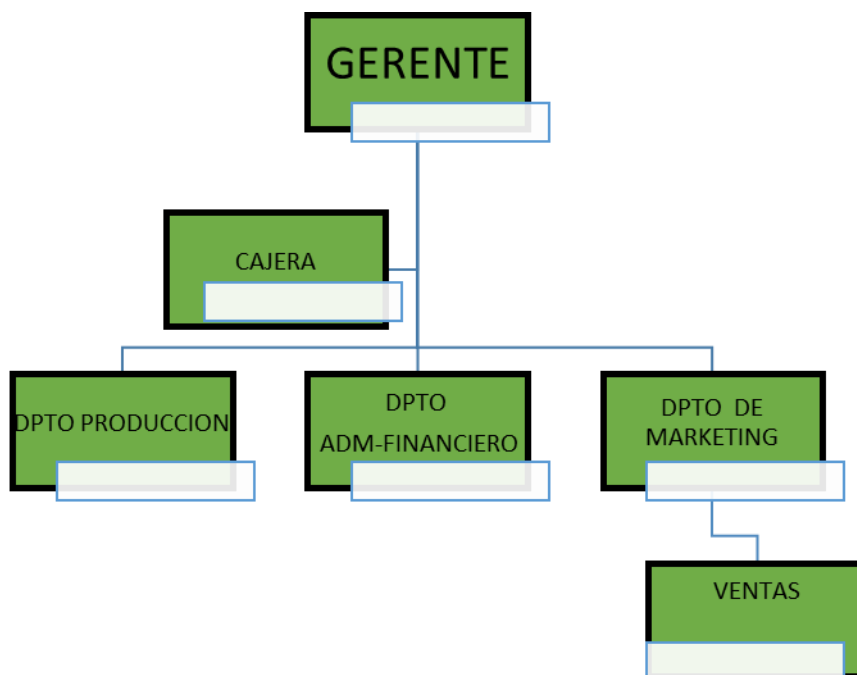 GERENTE
CAJERA
DPTO PRODUCCION
DPTO
ADM-FINANCIERO
DPTO DE
MARKETING
VENTAS